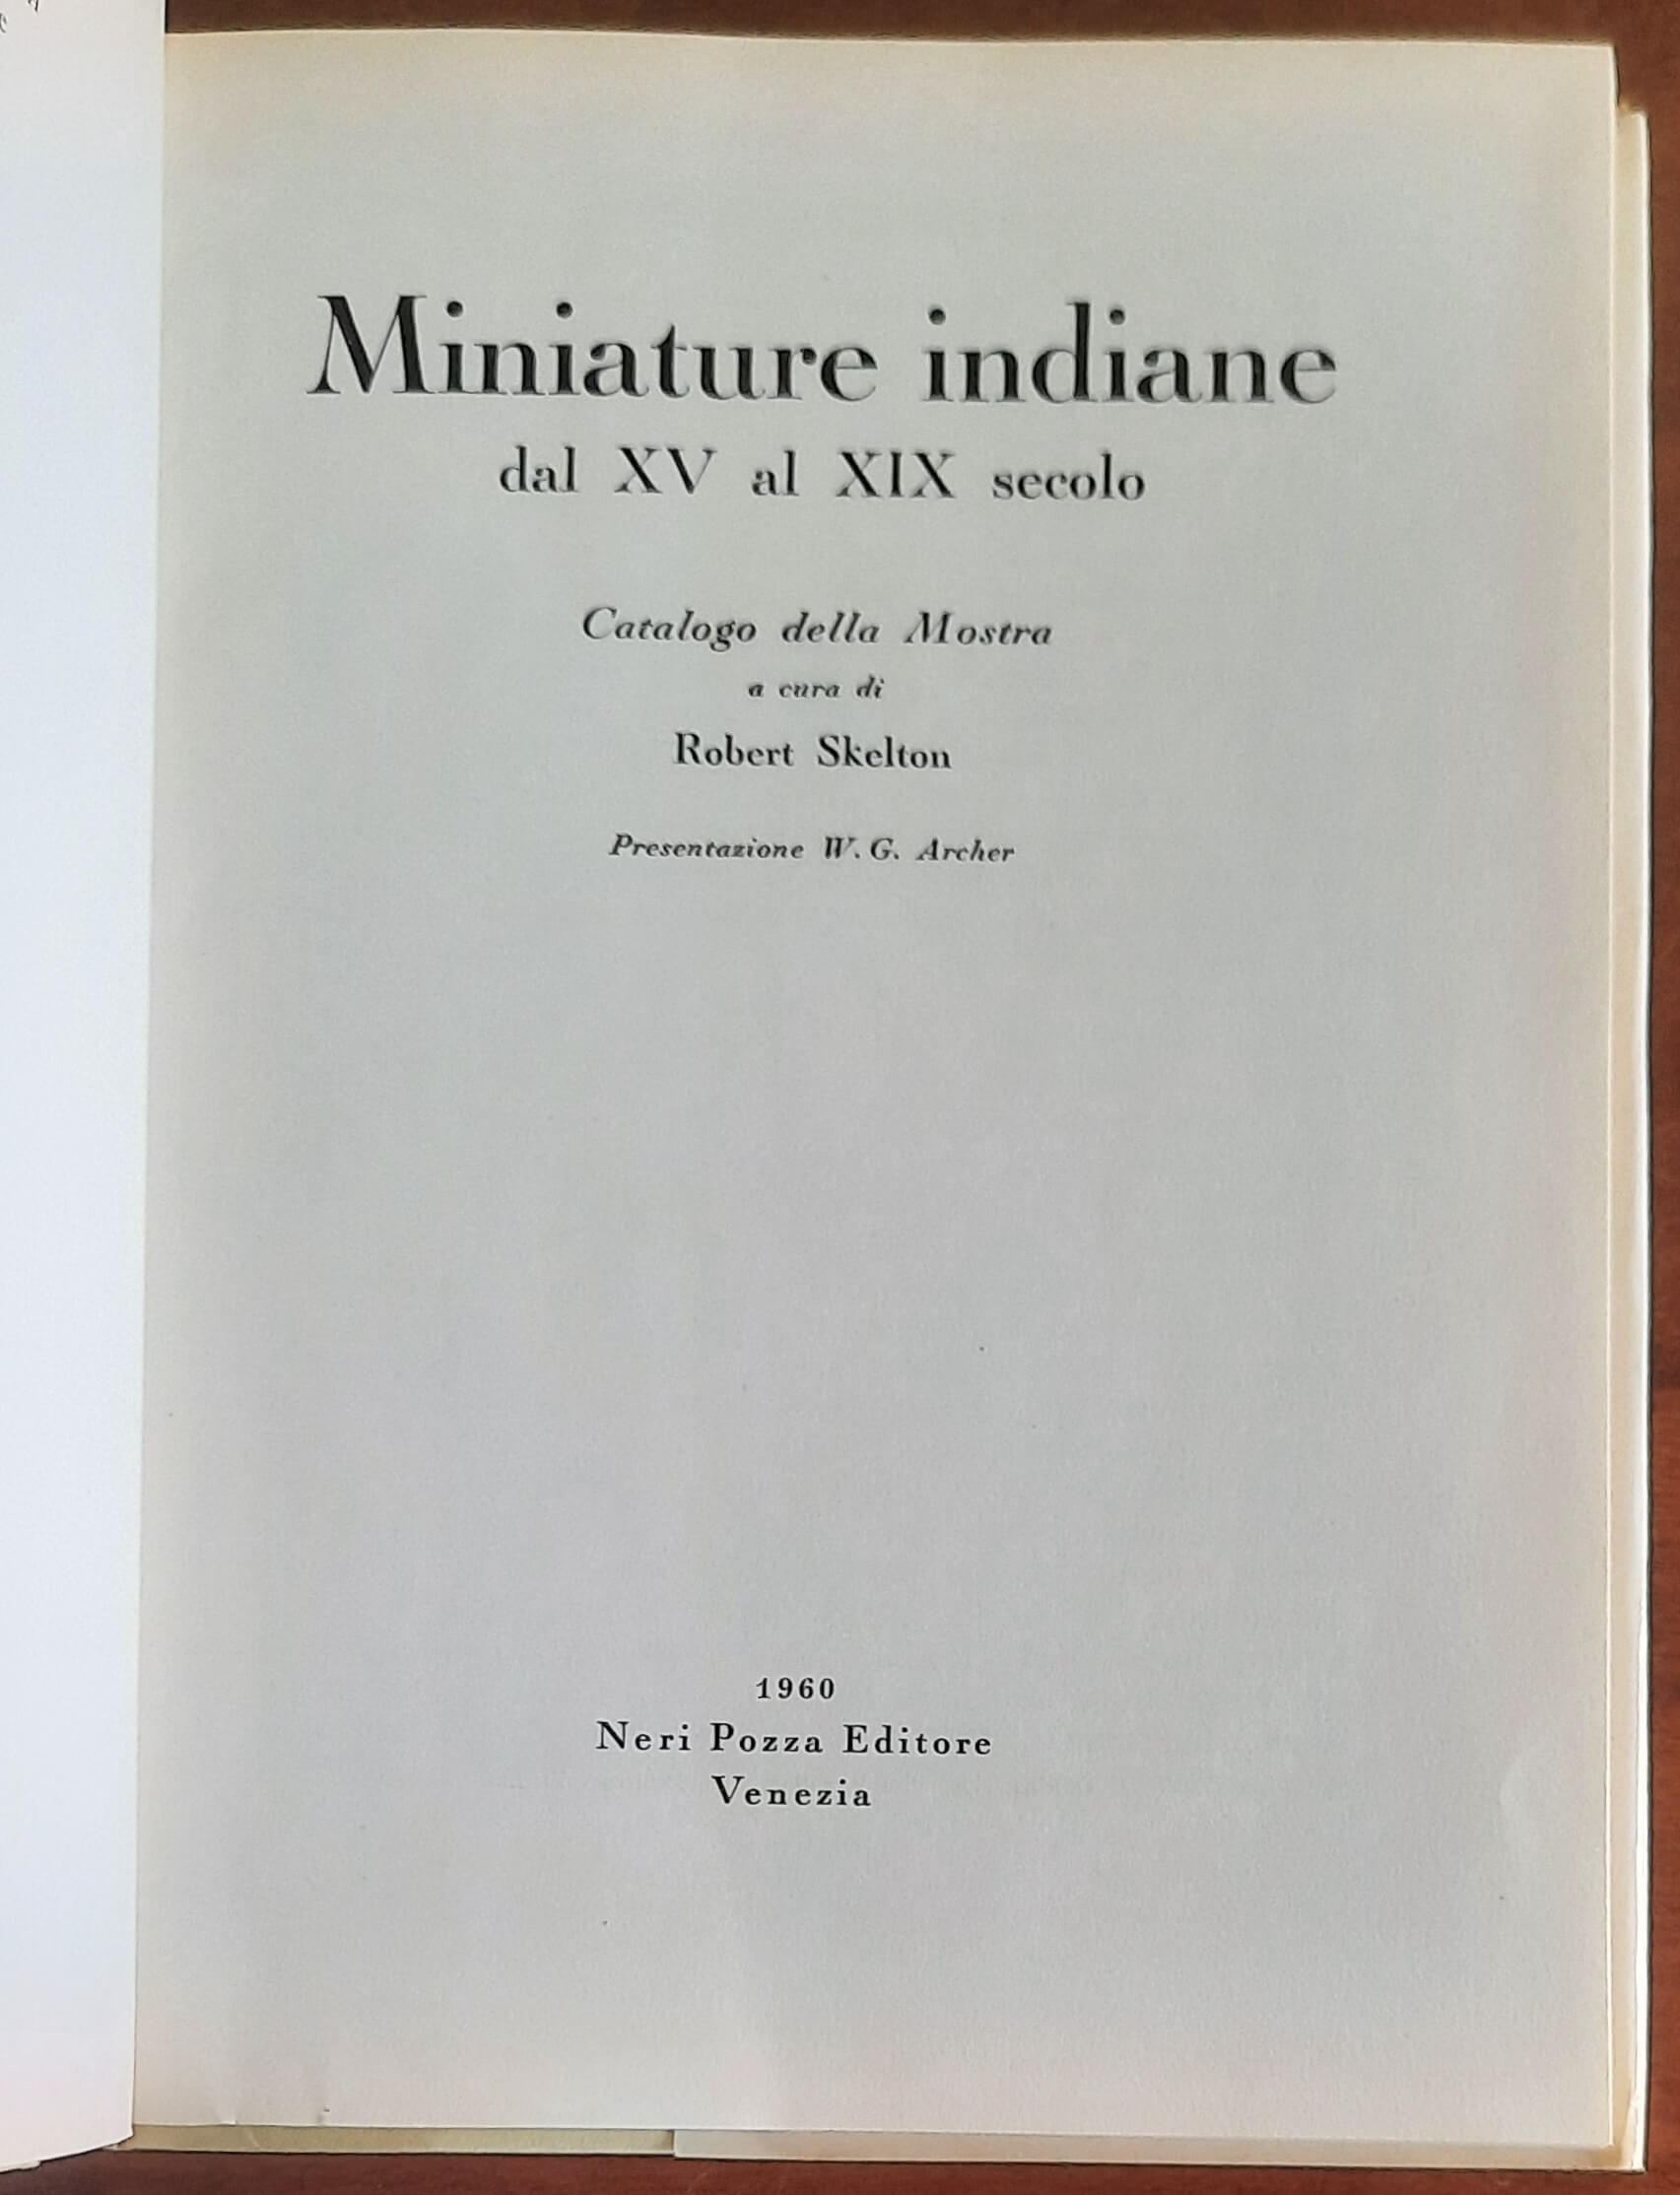 Miniature indiane
dal XV al XIX secolo
Catalogo della Mostra
a cura di
Robert Skelton
Presentazione W. G. Archer
1960
Neri Pozza Editore
Venezia